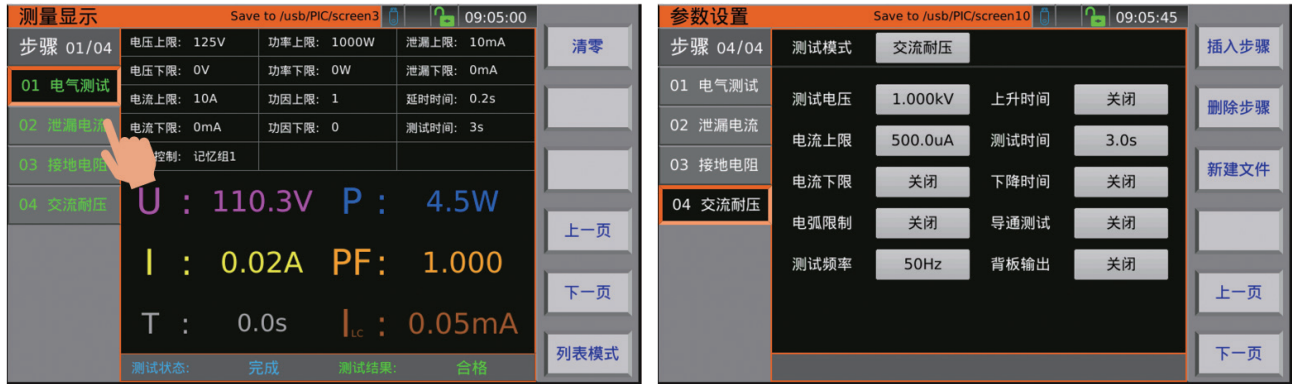 测量显示 Save to /usb/PIC/screen3 09:05:00
步骤 01/04
01 电气测试
02 泄漏电流
03 接地电阻
04 交流耐压
电压上限: 125V 功率上限: 1000W 泄漏上限: 10mA
电压下限: 0V 功率下限: 0W 泄漏下限: 0mA
电流上限: 10A 功因上限: 1 延时时间: 0.2s
电流下限: 0mA 功因下限: 0 测试时间: 3s
控制: 记忆组1
U : 110.3V P : 4.5W
I : 0.02A PF: 1.000
T : 0.0s ILC : 0.05mA
测试状态: 完成 测试结果: 合格
清零
上一页
下一页
列表模式
参数设置 Save to /usb/PIC/screen10 09:05:45
步骤 04/04
01 电气测试
02 泄漏电流
03 接地电阻
04 交流耐压
测试模式 交流耐压
测试电压 1.000kV 上升时间 关闭
电流上限 500.0uA 测试时间 3.0s
电流下限 关闭 下降时间 关闭
电弧限制 关闭 导通测试 关闭
测试频率 50Hz 背板输出 关闭
插入步骤
删除步骤
新建文件
上一页
下一页